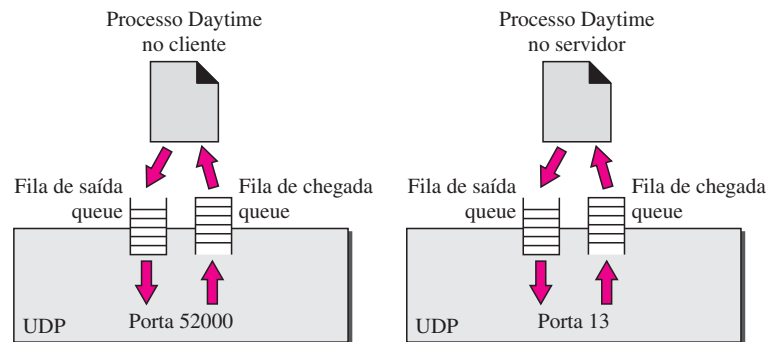 Processo Daytime
no cliente
Processo Daytime
no servidor
Fila de saída
queue
Fila de chegada
queue
Fila de saída
queue
Fila de chegada
queue
UDP
Porta 52000
UDP
Porta 13